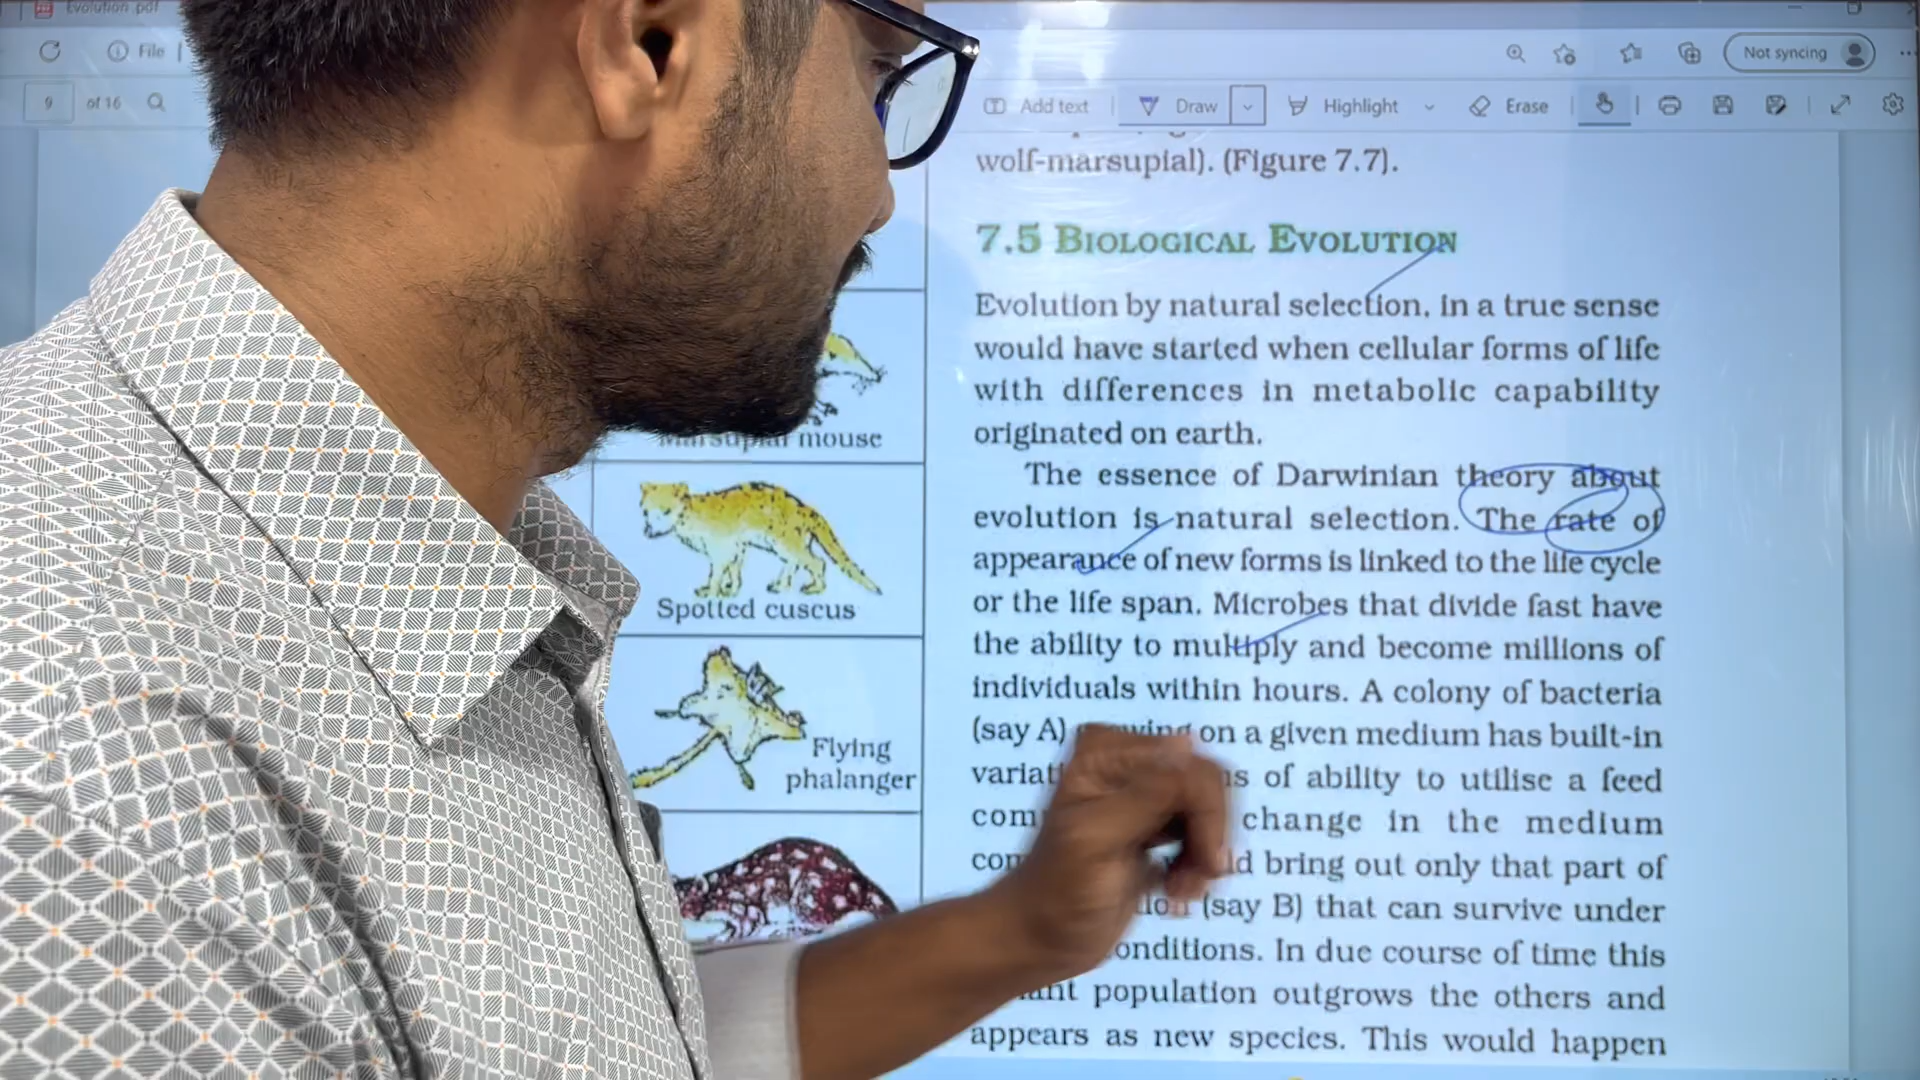 Evolution.pdf
File
Not syncing
9 of 16
Add text
Draw
Highlight
Erase
wolf-marsupial). (Figure 7.7).
7.5 BIOLOGICAL EVOLUTION
Evolution by natural selection, in a true sense
would have started when cellular forms of life
with differences in metabolic capability
originated on earth.
The essence of Darwinian theory about
evolution is natural selection. The rate of
appearance of new forms is linked to the life cycle
or the life span. Microbes that divide fast have
the ability to multiply and become millions of
individuals within hours. A colony of bacteria
(say A) growing on a given medium has built-in
of ability to utilise a feed
change in the medium
bring out only that part of
(say B) that can survive under
conditions. In due course of time this
population outgrows the others and
appears as new species. This would happen
Marsupial mouse
Spotted cuscus
Flying
phalanger